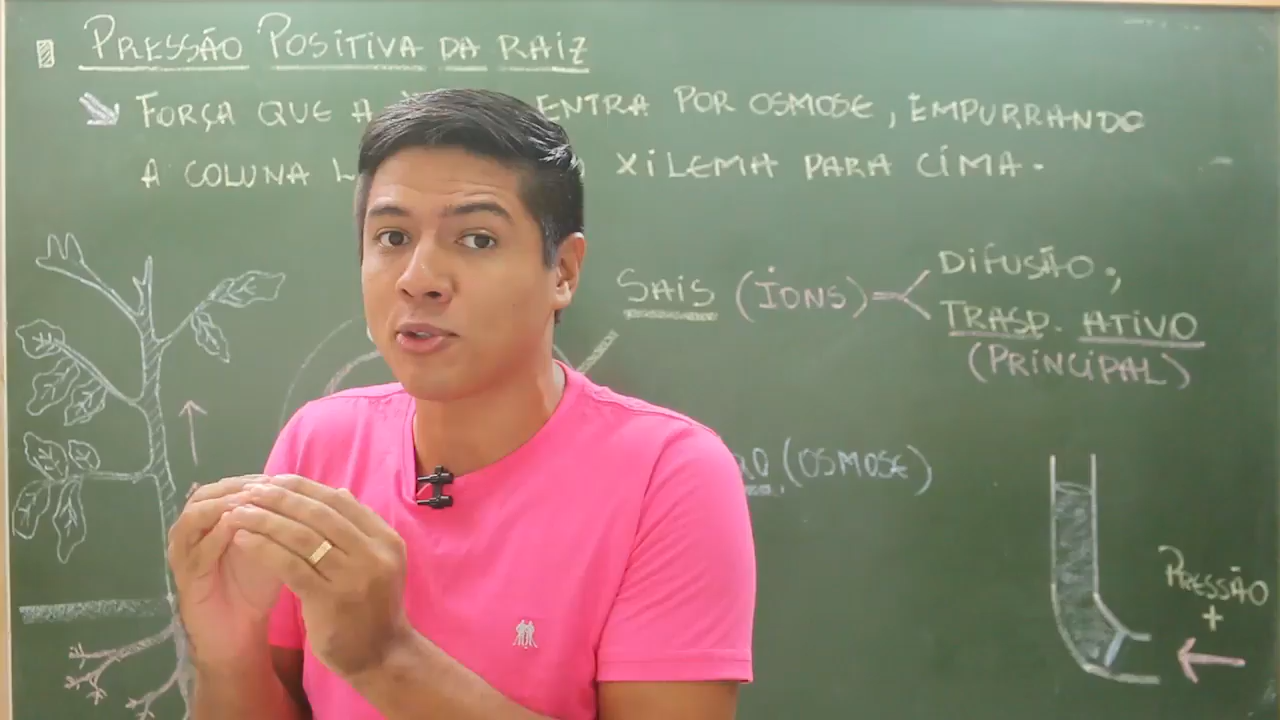 PRESSÃO POSITIVA DA RAIZ
FORÇA QUE A ENTRA POR OSMOSE, EMPURRANDO
A COLUNA XILEMA PARA CIMA.
SAIS (ÍONS)
DIFUSÃO;
TRASP. ATIVO
(PRINCIPAL)
(OSMOSE)
PRESSÃO
+